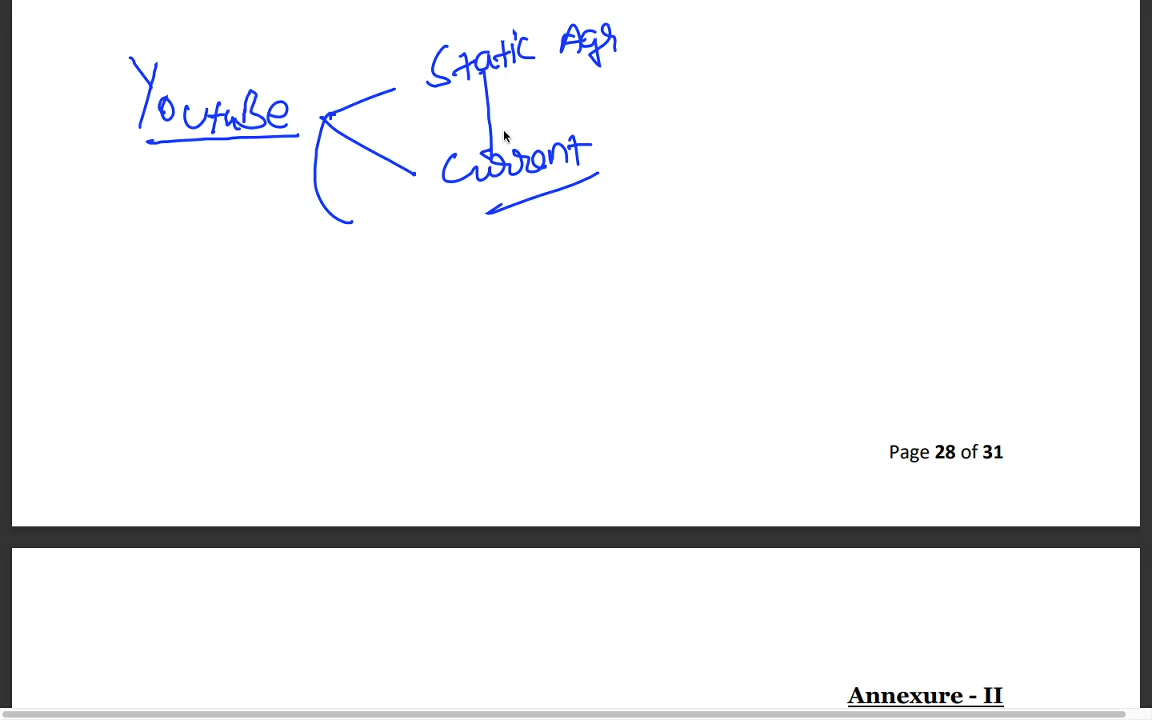 Static Agr
Youtube
Current
Page 28 of 31
Annexure - II